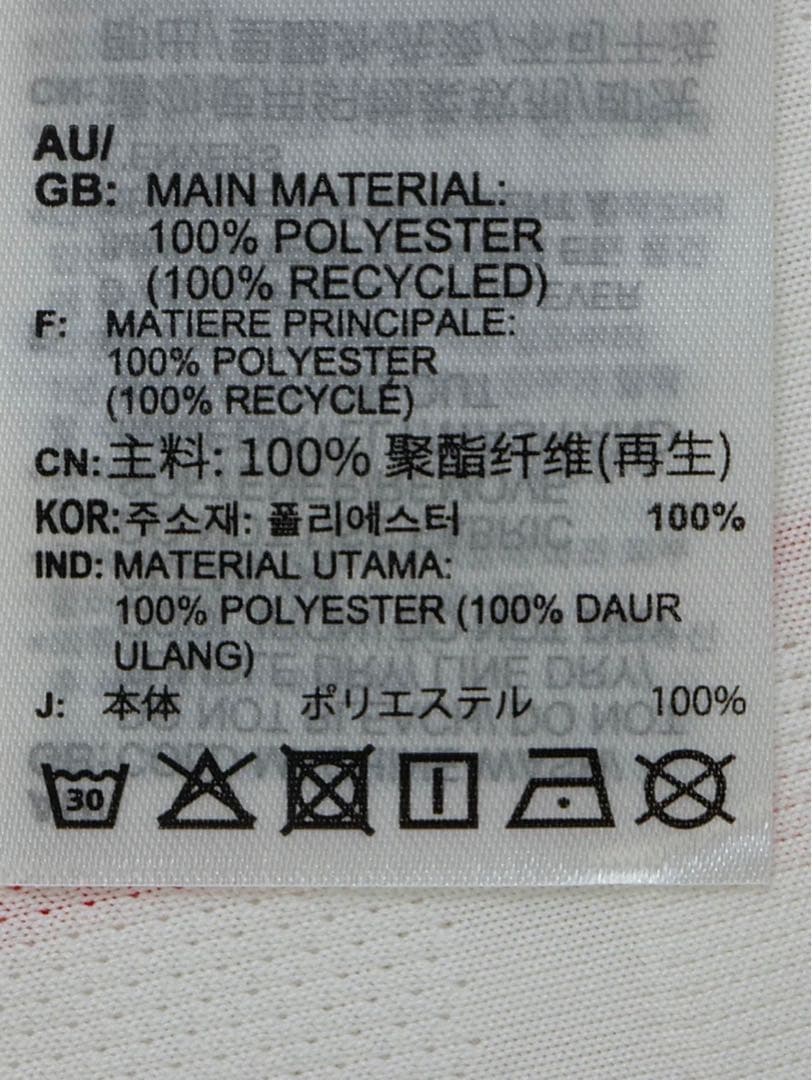 AU/
GB: MAIN MATERIAL:
100% POLYESTER
(100% RECYCLED)
F: MATIERE PRINCIPALE:
100% POLYESTER
(100% RECYCLÉ)
CN: 主料: 100% 聚酯纤维(再生)
KOR: 주소재: 폴리에스터 100%
IND: MATERIAL UTAMA:
100% POLYESTER (100% DAUR
ULANG)
J: 本体 ポリエステル 100%
30